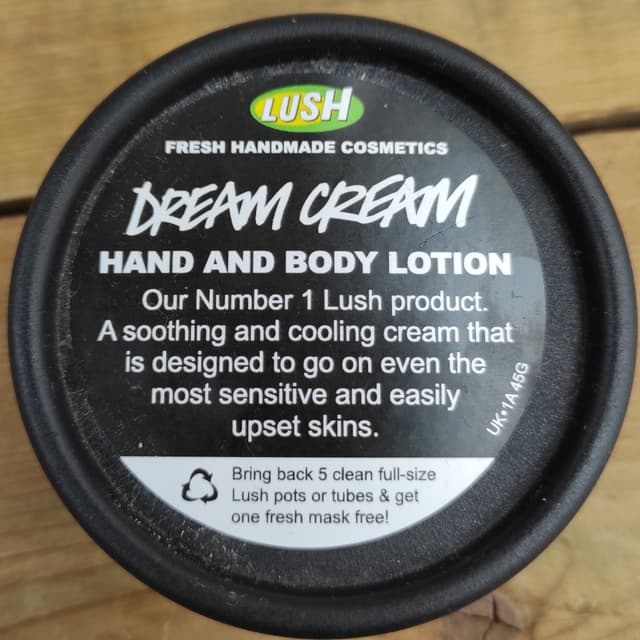 LUSH
FRESH HANDMADE COSMETICS
DREAM CREAM
HAND AND BODY LOTION
Our Number 1 Lush product.
A soothing and cooling cream that
is designed to go on even the
most sensitive and easily
upset skins.
UK•1A 45G
Bring back 5 clean full-size
Lush pots or tubes & get
one fresh mask free!